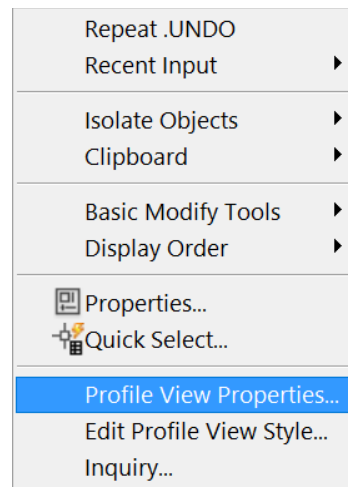 Repeat .UNDO
Recent Input
Isolate Objects
Clipboard
Basic Modify Tools
Display Order
Properties...
Quick Select...
Profile View Properties...
Edit Profile View Style...
Inquiry...